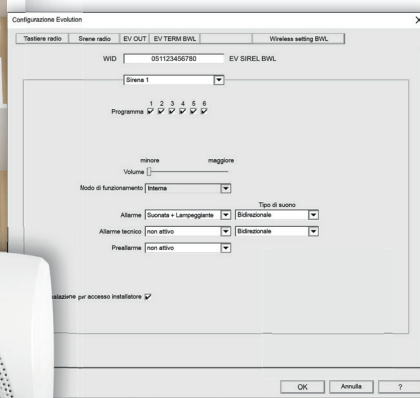 Configurazione Evolution
Tastiere radio Sirene radio EV OUT EV TERM BWL Wireless setting BWL
WID 051123456780 EV SIREL BWL
Sirena 1
1 2 3 4 5 6
Programma
minore maggiore
Volume
Nodo di funzionamento Interna
Tipo di suono
Allarme Suonata + Lampeggiante Bidirezionale
Allarme tecnico non attivo Bidirezionale
Preallarme non attivo
per accesso installatore
OK Annulla ?